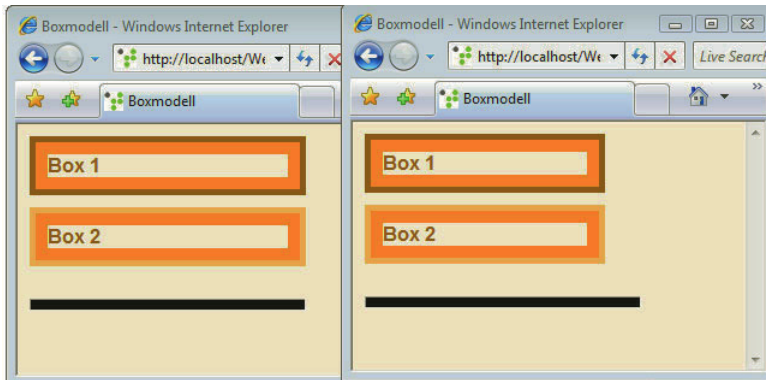 Boxmodell - Windows Internet Explorer
http://localhost/We
Boxmodell
Box 1
Box 2
Boxmodell - Windows Internet Explorer
http://localhost/We
Live Search
Boxmodell
Box 1
Box 2